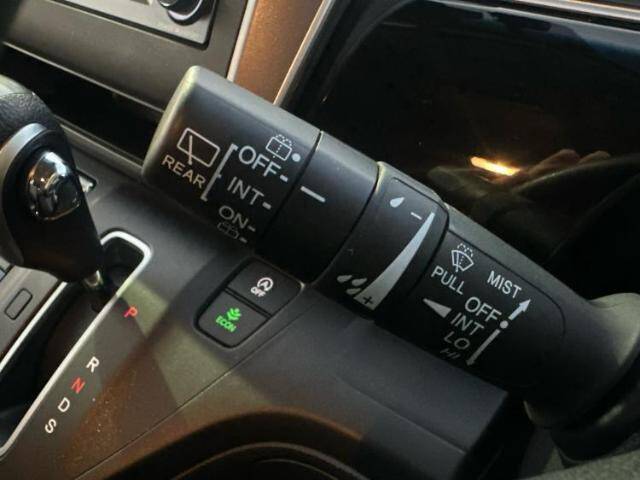 REAR
OFF-
INT-
ON-
-
+
PULL
MIST
OFF
INT
LO
HI
OFF
ECON
P
R
N
D
S